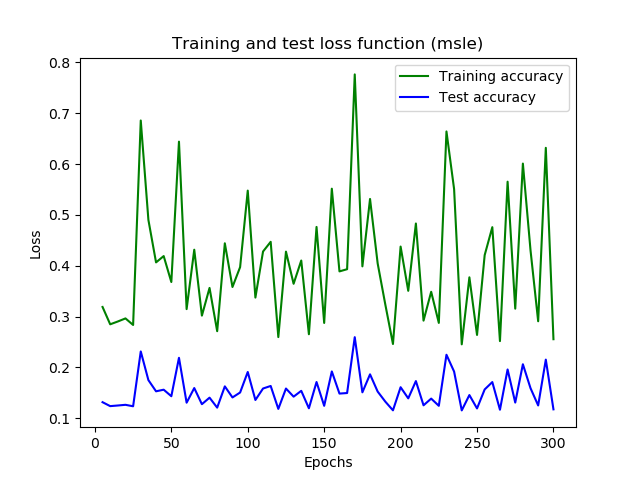 Training and test loss function (msle)
Training accuracy
Test accuracy
0.8
0.7
0.6
0.5
0.4
0.3
0.2
0.1
Loss
0 50 100 150 200 250 300
Epochs